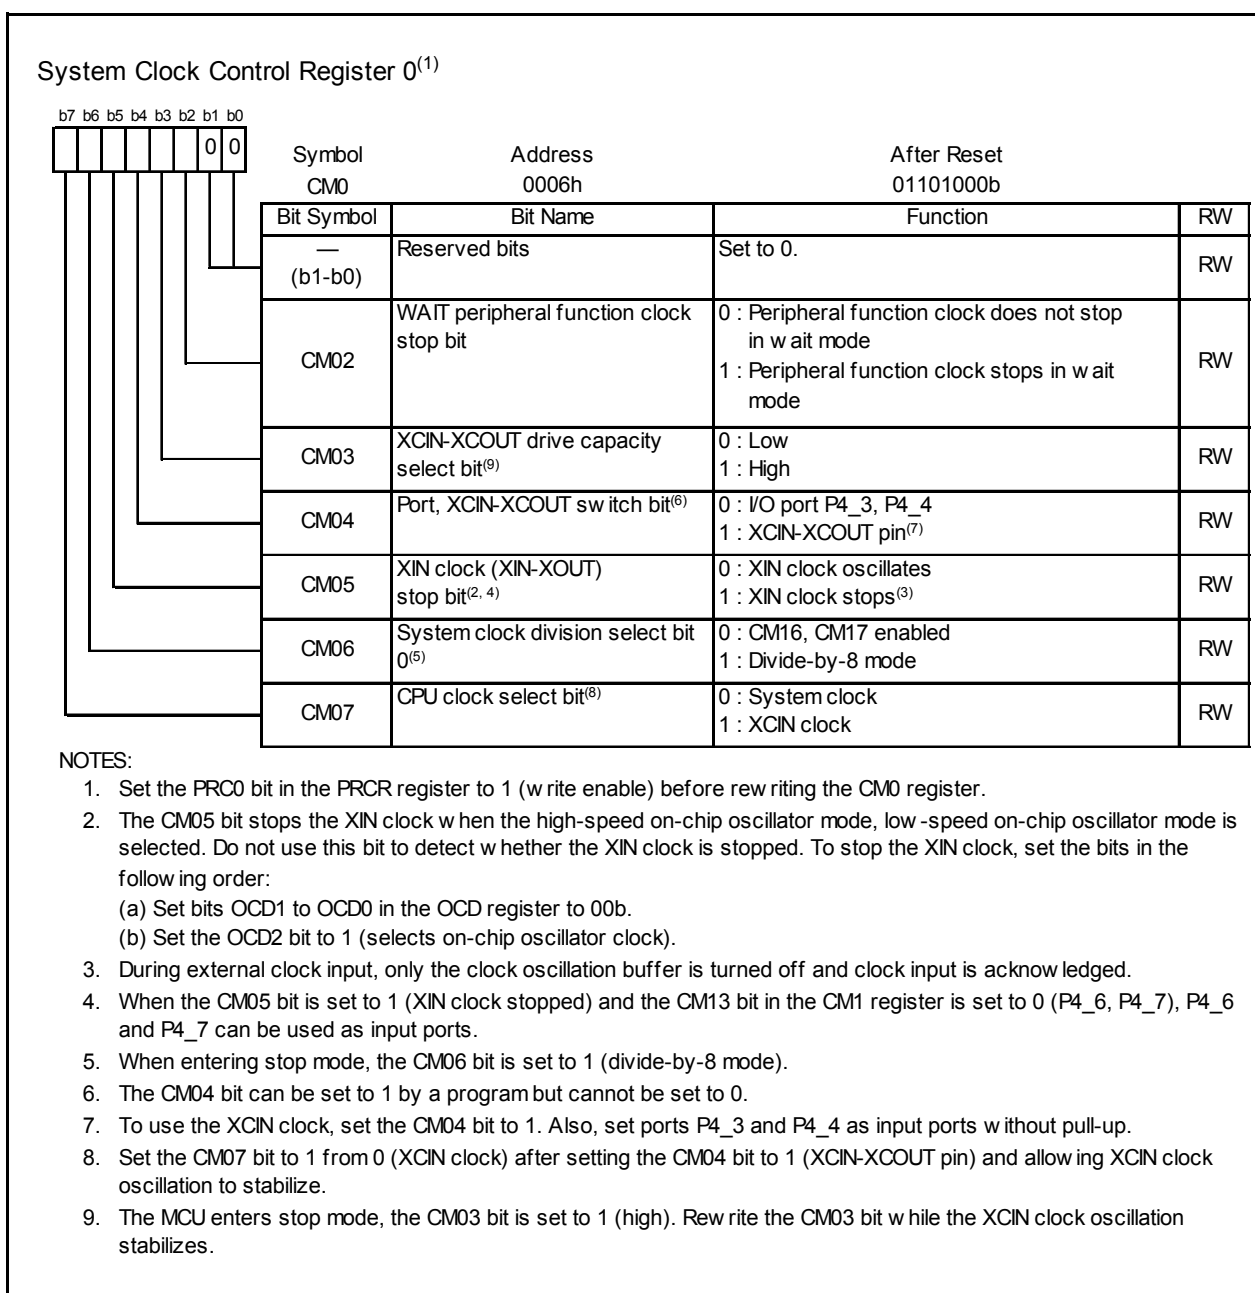 System Clock Control Register 0(1)
b7 b6 b5 b4 b3 b2 b1 b0
0 0
Symbol Address After Reset
CM0 0006h 01101000b
Bit Symbol Bit Name Function RW
— Reserved bits Set to 0. RW
(b1-b0)
CM02 WAIT peripheral function clock 0 : Peripheral function clock does not stop RW
stop bit in wait mode
1 : Peripheral function clock stops in wait
mode
CM03 XCIN-XCOUT drive capacity 0 : Low RW
select bit(9) 1 : High
CM04 Port, XCIN-XCOUT switch bit(6) 0 : I/O port P4_3, P4_4 RW
1 : XCIN-XCOUT pin(7)
CM05 XIN clock (XIN-XOUT) 0 : XIN clock oscillates RW
stop bit(2, 4) 1 : XIN clock stops(3)
CM06 System clock division select bit 0 : CM16, CM17 enabled RW
0(5) 1 : Divide-by-8 mode
CM07 CPU clock select bit(8) 0 : System clock RW
1 : XCIN clock
NOTES:
1. Set the PRC0 bit in the PRCR register to 1 (write enable) before rewriting the CM0 register.
2. The CM05 bit stops the XIN clock when the high-speed on-chip oscillator mode, low-speed on-chip oscillator mode is
selected. Do not use this bit to detect whether the XIN clock is stopped. To stop the XIN clock, set the bits in the
following order:
(a) Set bits OCD1 to OCD0 in the OCD register to 00b.
(b) Set the OCD2 bit to 1 (selects on-chip oscillator clock).
3. During external clock input, only the clock oscillation buffer is turned off and clock input is acknowledged.
4. When the CM05 bit is set to 1 (XIN clock stopped) and the CM13 bit in the CM1 register is set to 0 (P4_6, P4_7), P4_6
and P4_7 can be used as input ports.
5. When entering stop mode, the CM06 bit is set to 1 (divide-by-8 mode).
6. The CM04 bit can be set to 1 by a program but cannot be set to 0.
7. To use the XCIN clock, set the CM04 bit to 1. Also, set ports P4_3 and P4_4 as input ports without pull-up.
8. Set the CM07 bit to 1 from 0 (XCIN clock) after setting the CM04 bit to 1 (XCIN-XCOUT pin) and allowing XCIN clock
oscillation to stabilize.
9. The MCU enters stop mode, the CM03 bit is set to 1 (high). Rewrite the CM03 bit while the XCIN clock oscillation
stabilizes.